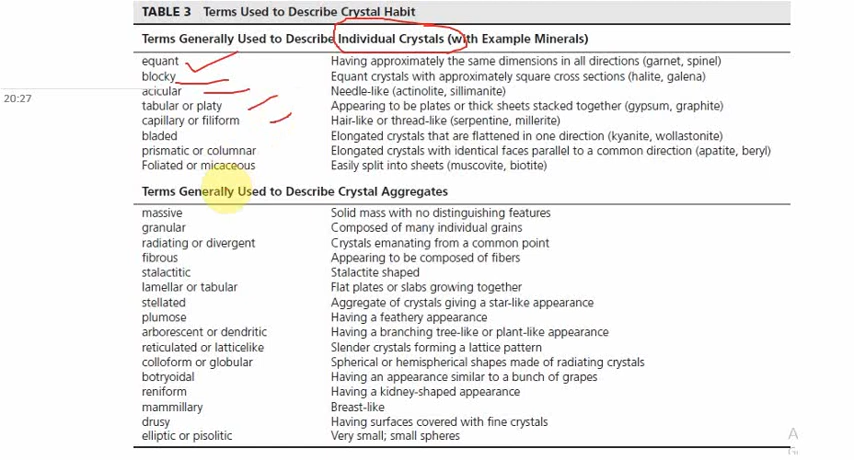 TABLE 3 Terms Used to Describe Crystal Habit
Terms Generally Used to Describe Individual Crystals (with Example Minerals)
equant Having approximately the same dimensions in all directions (garnet, spinel)
blocky Equant crystals with approximately square cross sections (halite, galena)
acicular Needle-like (actinolite, sillimanite)
20:27
tabular or platy Appearing to be plates or thick sheets stacked together (gypsum, graphite)
capillary or filiform Hair-like or thread-like (serpentine, millerite)
bladed Elongated crystals that are flattened in one direction (kyanite, wollastonite)
prismatic or columnar Elongated crystals with identical faces parallel to a common direction (apatite, beryl)
Foliated or micaceous Easily split into sheets (muscovite, biotite)
Terms Generally Used to Describe Crystal Aggregates
massive Solid mass with no distinguishing features
granular Composed of many individual grains
radiating or divergent Crystals emanating from a common point
fibrous Appearing to be composed of fibers
stalactitic Stalactite shaped
lamellar or tabular Flat plates or slabs growing together
stellated Aggregate of crystals giving a star-like appearance
plumose Having a feathery appearance
arborescent or dendritic Having a branching tree-like or plant-like appearance
reticulated or latticelike Slender crystals forming a lattice pattern
colloform or globular Spherical or hemispherical shapes made of radiating crystals
botryoidal Having an appearance similar to a bunch of grapes
reniform Having a kidney-shaped appearance
mammillary Breast-like
drusy Having surfaces covered with fine crystals
elliptic or pisolitic Very small; small spheres
A